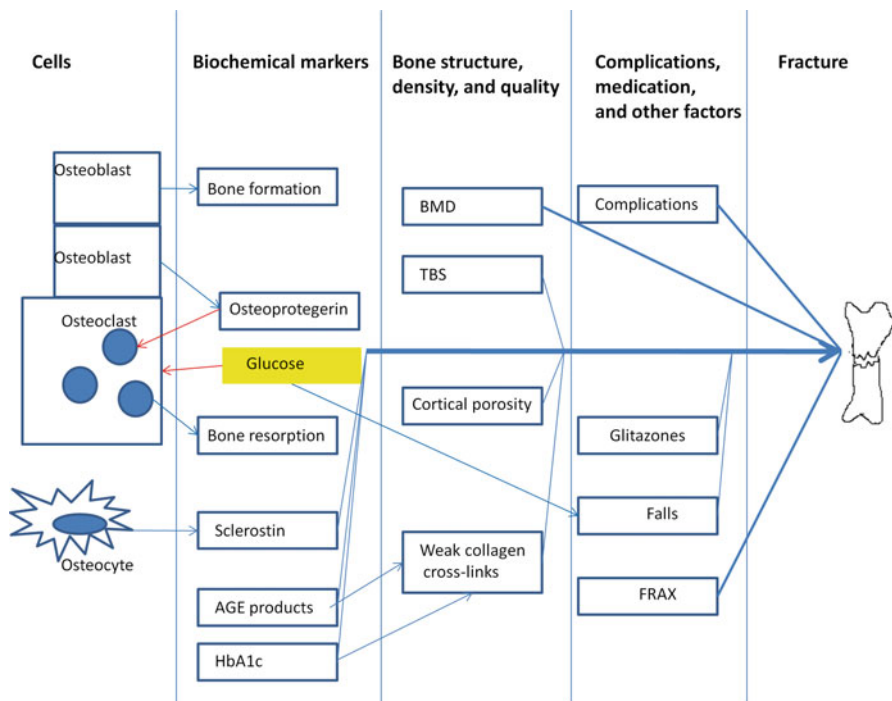 Cells
Biochemical markers
Bone structure,
density, and quality
Complications,
medication,
and other factors
Fracture
Osteoblast
Bone formation
Osteoblast
Osteoprotegerin
Osteoclast
Glucose
Bone resorption
Sclerostin
Osteocyte
AGE products
HbA1c
BMD
TBS
Cortical porosity
Weak collagen
cross-links
Complications
Glitazones
Falls
FRAX